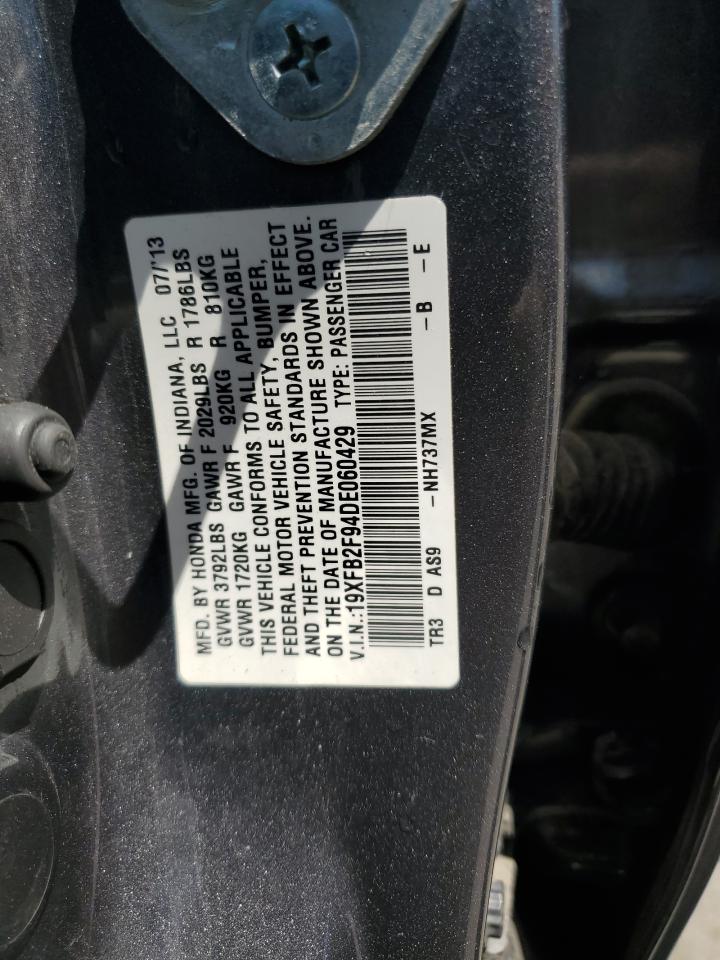 MFD. BY HONDA MFG. OF INDIANA, LLC 07/13
GVWR 3792LBS GAWR F 2029LBS R 1786LBS
GVWR 1720KG GAWR F 920KG R 810KG
THIS VEHICLE CONFORMS TO ALL APPLICABLE
FEDERAL MOTOR VEHICLE SAFETY, BUMPER,
AND THEFT PREVENTION STANDARDS IN EFFECT
ON THE DATE OF MANUFACTURE SHOWN ABOVE.
V.I.N.:19XFB2F94DE060429 TYPE: PASSENGER CAR
TR3 D AS9 -NH737MX -B -E